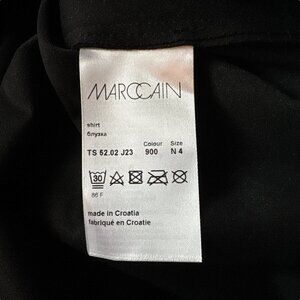 MARCCAIN
shirt
блузка
Colour Size
TS 52.02 J23 900 N 4
30
86 F
made in Croatia
fabriqué en Croatie